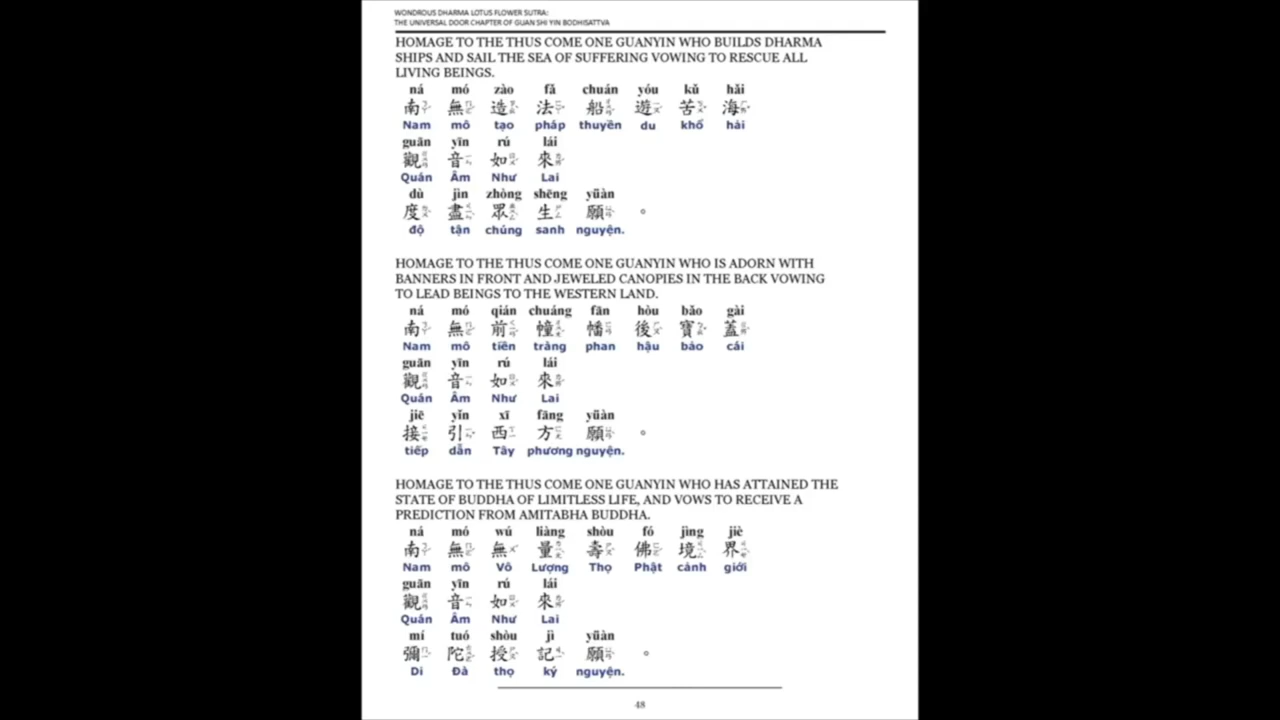 WONDROUS DHARMA LOTUS FLOWER SUTRA:
THE UNIVERSAL DOOR CHAPTER OF GUAN SHI YIN BODHISATTVA
HOMAGE TO THE THUS COME ONE GUANYIN WHO BUILDS DHARMA
SHIPS AND SAIL THE SEA OF SUFFERING VOWING TO RESCUE ALL
LIVING BEINGS.
ná mó zào fǎ chuán yóu kǔ hǎi
南 無 造 法 船 遊 苦 海
Nam mô tạo pháp thuyền du khổ hải
guān yīn rú lái
觀 音 如 來
Quán Âm Như Lai
dù jìn zhòng shēng yüàn
度 盡 眾 生 願 。
độ tận chúng sanh nguyện.
HOMAGE TO THE THUS COME ONE GUANYIN WHO IS ADORN WITH
BANNERS IN FRONT AND JEWELED CANOPIES IN THE BACK VOWING
TO LEAD BEINGS TO THE WESTERN LAND.
ná mó qián chuáng fān hòu bǎo gài
南 無 前 幢 幡 後 寶 蓋
Nam mô tiền tràng phan hậu bảo cái
guān yīn rú lái
觀 音 如 來
Quán Âm Như Lai
jiē yǐn xī fāng yüàn
接 引 西 方 願 。
tiếp dẫn Tây phương nguyện.
HOMAGE TO THE THUS COME ONE GUANYIN WHO HAS ATTAINED THE
STATE OF BUDDHA OF LIMITLESS LIFE, AND VOWS TO RECEIVE A
PREDICTION FROM AMITABHA BUDDHA.
ná mó wú liàng shòu fó jìng jiè
南 無 無 量 壽 佛 境 界
Nam mô Vô Lượng Thọ Phật cảnh giới
guān yīn rú lái
觀 音 如 來
Quán Âm Như Lai
mí tuó shòu jì yüàn
彌 陀 授 記 願 。
Di Đà thọ ký nguyện.
48